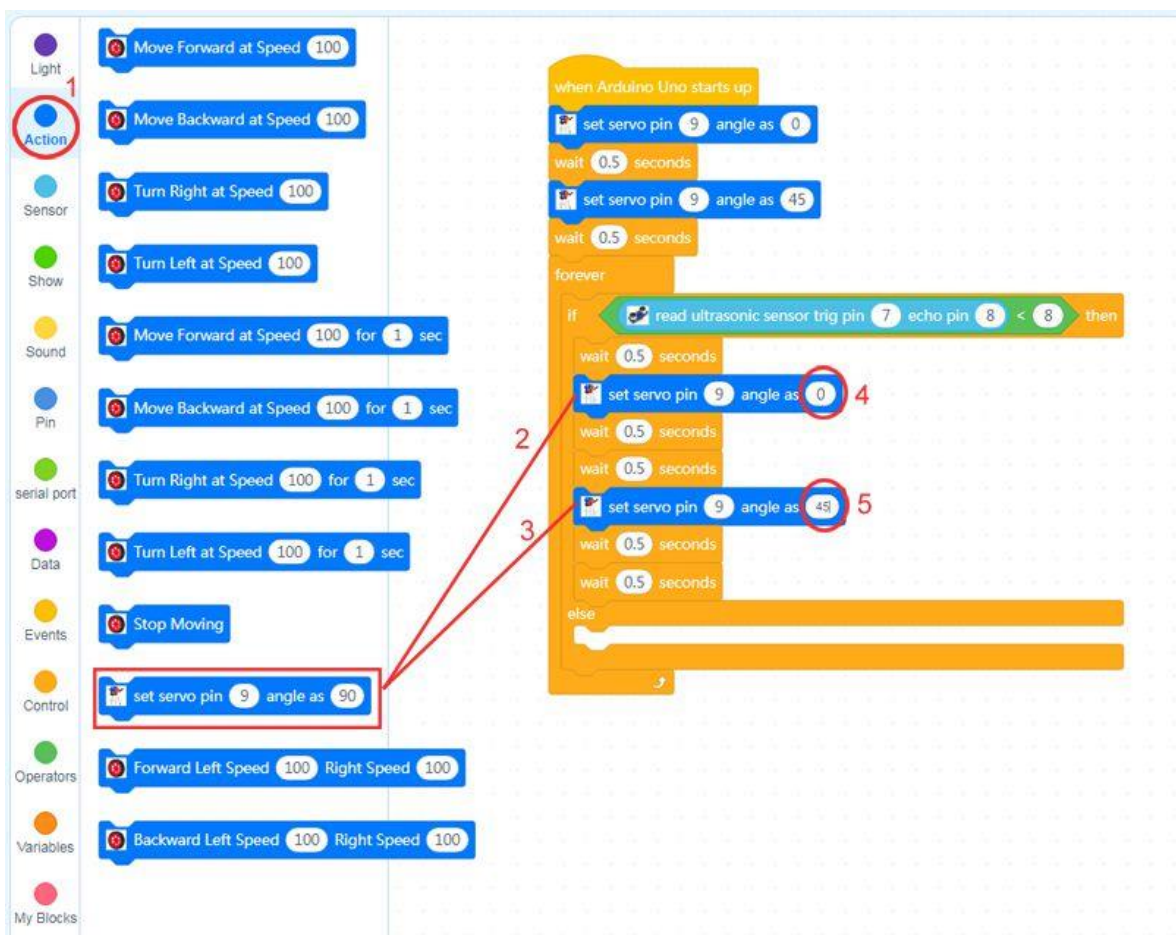 Light
1
Action
Sensor
Show
Sound
Pin
serial port
Data
Events
Control
Operators
Variables
My Blocks
Move Forward at Speed 100
Move Backward at Speed 100
Turn Right at Speed 100
Turn Left at Speed 100
Move Forward at Speed 100 for 1 sec
Move Backward at Speed 100 for 1 sec
Turn Right at Speed 100 for 1 sec
Turn Left at Speed 100 for 1 sec
Stop Moving
set servo pin 9 angle as 90
Forward Left Speed 100 Right Speed 100
Backward Left Speed 100 Right Speed 100
2
3
when Arduino Uno starts up
set servo pin 9 angle as 0
wait 0.5 seconds
set servo pin 9 angle as 45
wait 0.5 seconds
forever
if read ultrasonic sensor trig pin 7 echo pin 8 < 8 then
wait 0.5 seconds
set servo pin 9 angle as 0 4
wait 0.5 seconds
wait 0.5 seconds
set servo pin 9 angle as 45 5
wait 0.5 seconds
wait 0.5 seconds
else